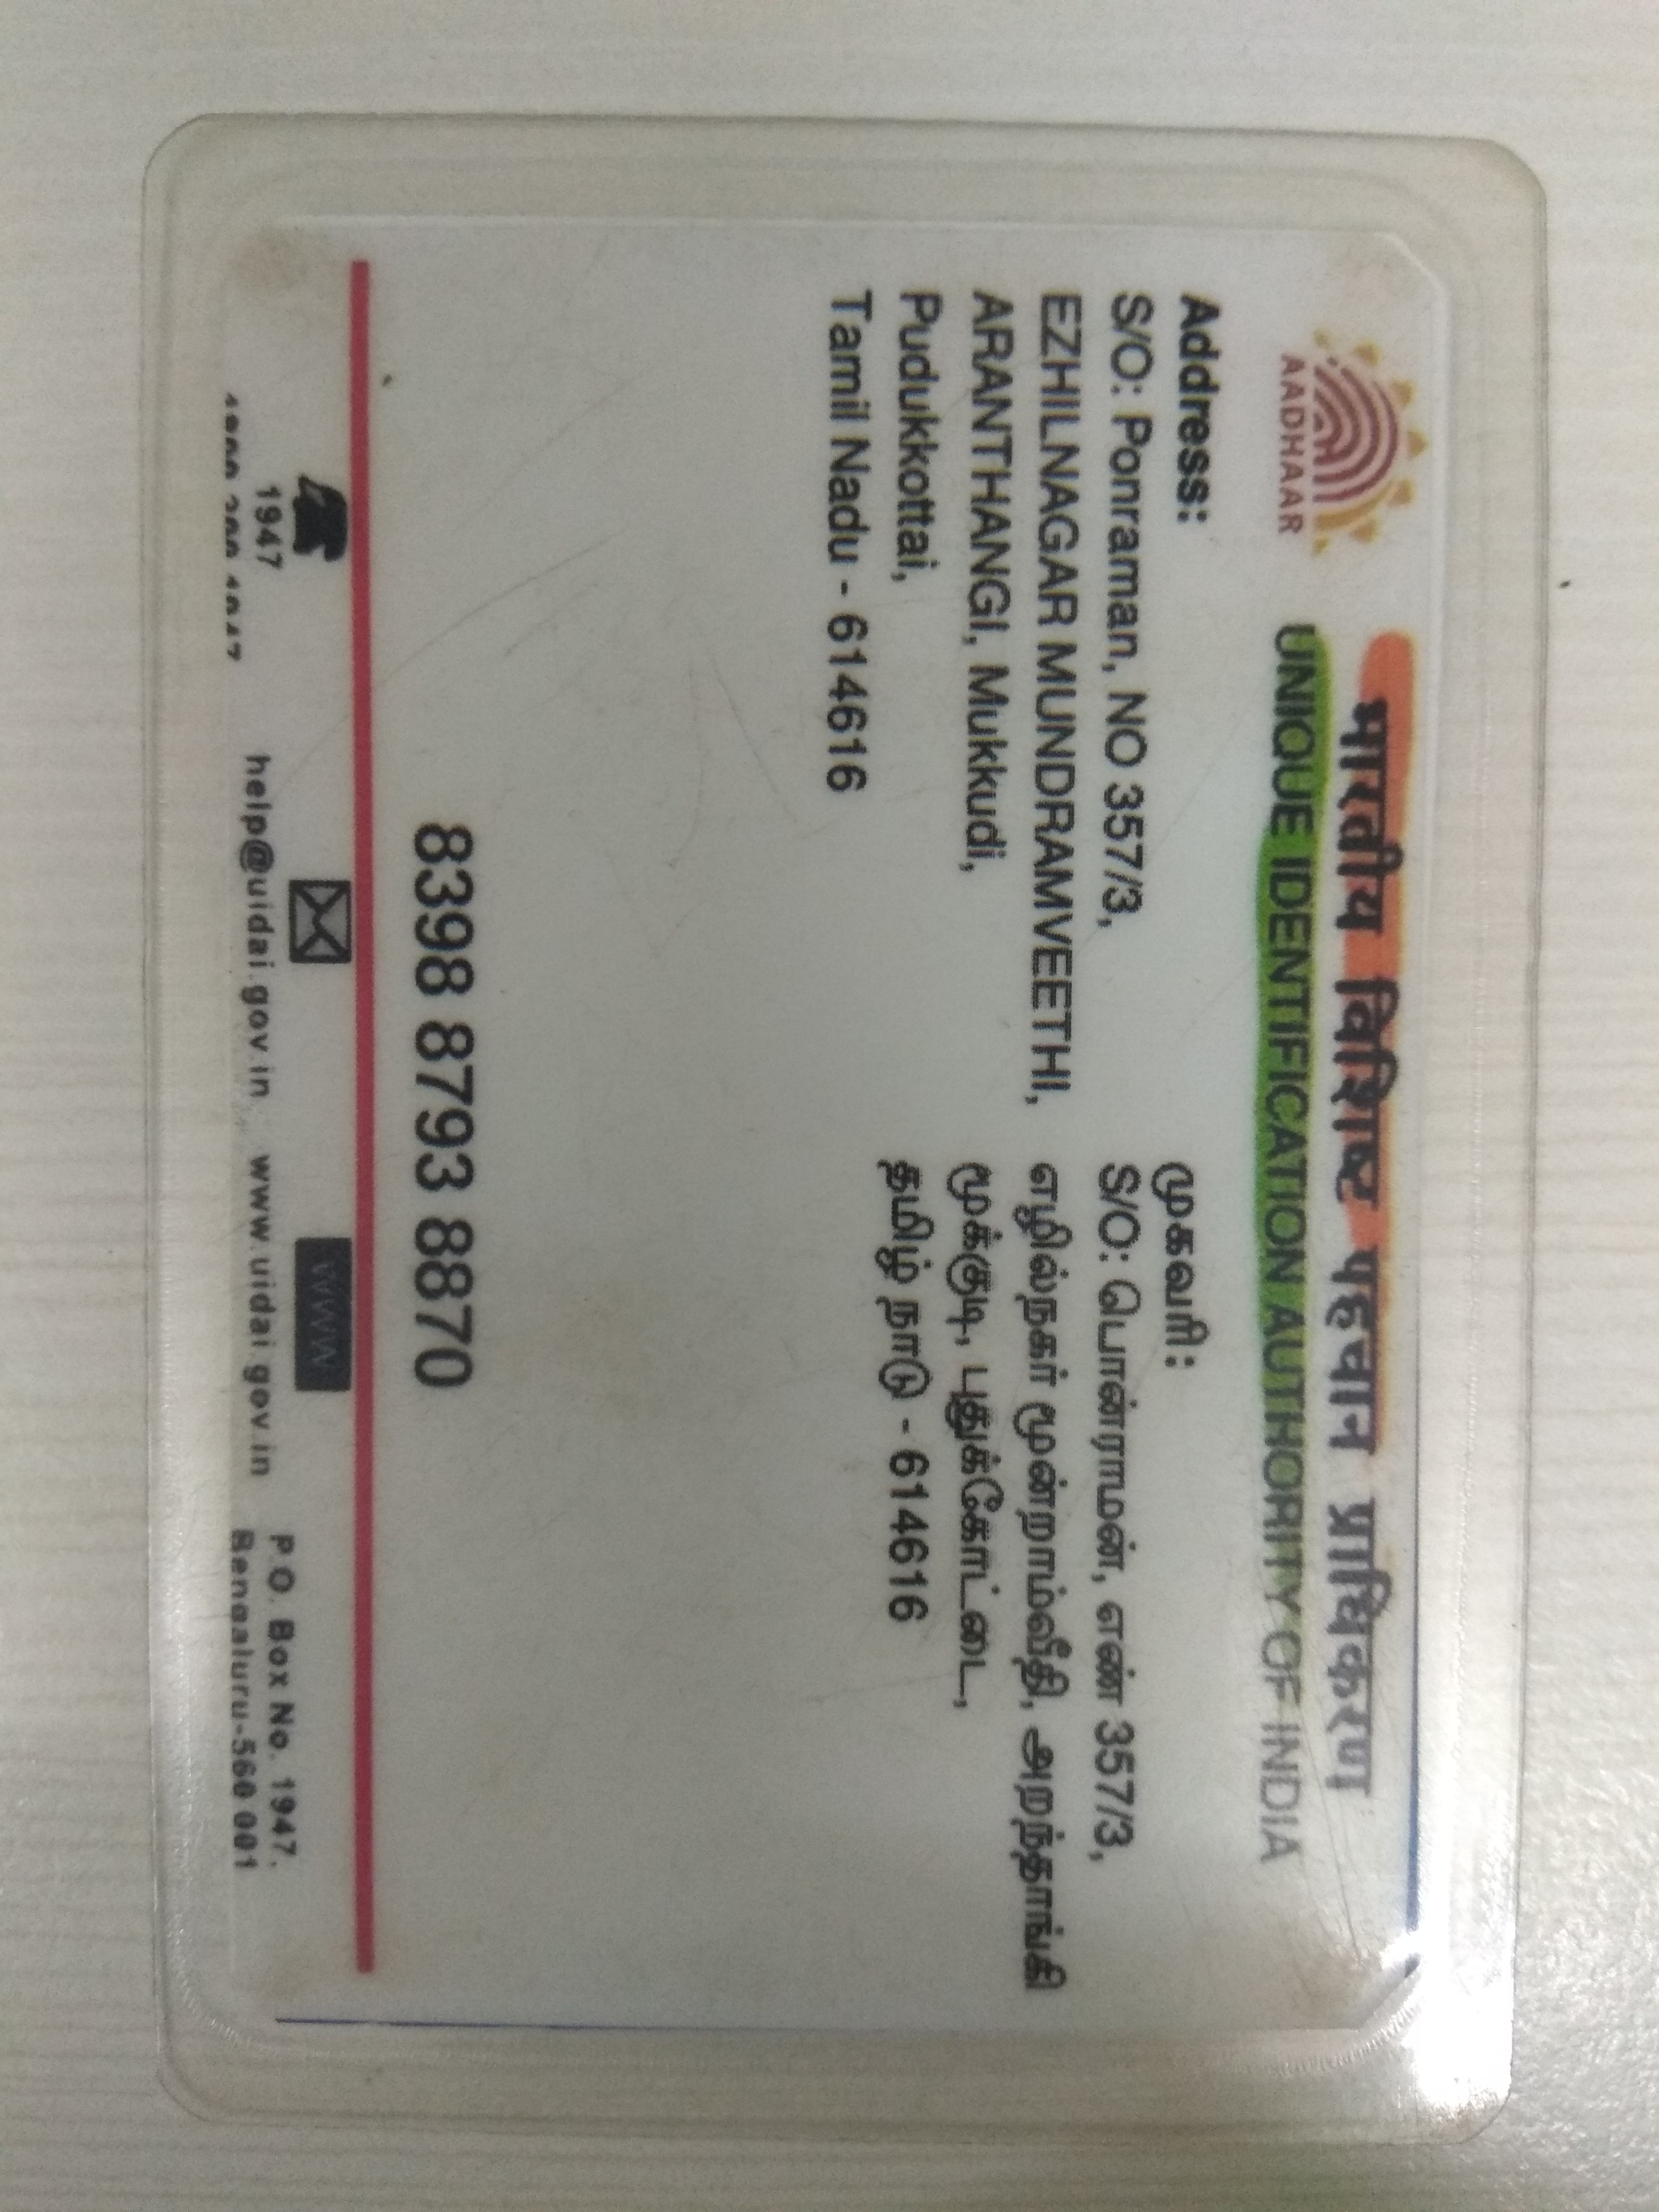 भारतीय विशिष्ट पहचान प्राधिकरण
UNIQUE IDENTIFICATION AUTHORITY OF INDIA
AADHAAR
Address:
S/O: Ponraman, NO 357/3,
EZHILNAGAR MUNDRAMVEETHI,
ARANTHANGI, Mukkudi,
Pudukkottai,
Tamil Nadu - 614616
முகவரி:
S/O: பொன்ராமன், எண் 357/3,
எழில்நகர் மூன்றாம்வீதி, அறந்தாங்கி
மூக்குடி, புதுக்கோட்டை,
தமிழ் நாடு - 614616
8398 8793 8870
1947
help@uidai.gov.in
WWW
www.uidai.gov.in
P.O. Box No. 1947,
Bengaluru-560 001